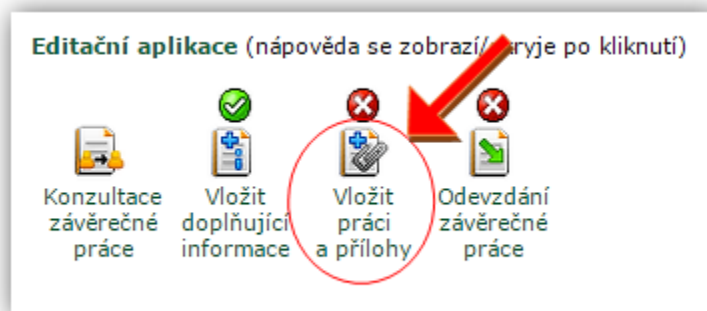 Editační aplikace (nápověda se zobrazí/ ryje po kliknutí)
Konzultace závěrečné práce
Vložit doplňující informace
Vložit práci a přílohy
Odevzdání závěrečné práce